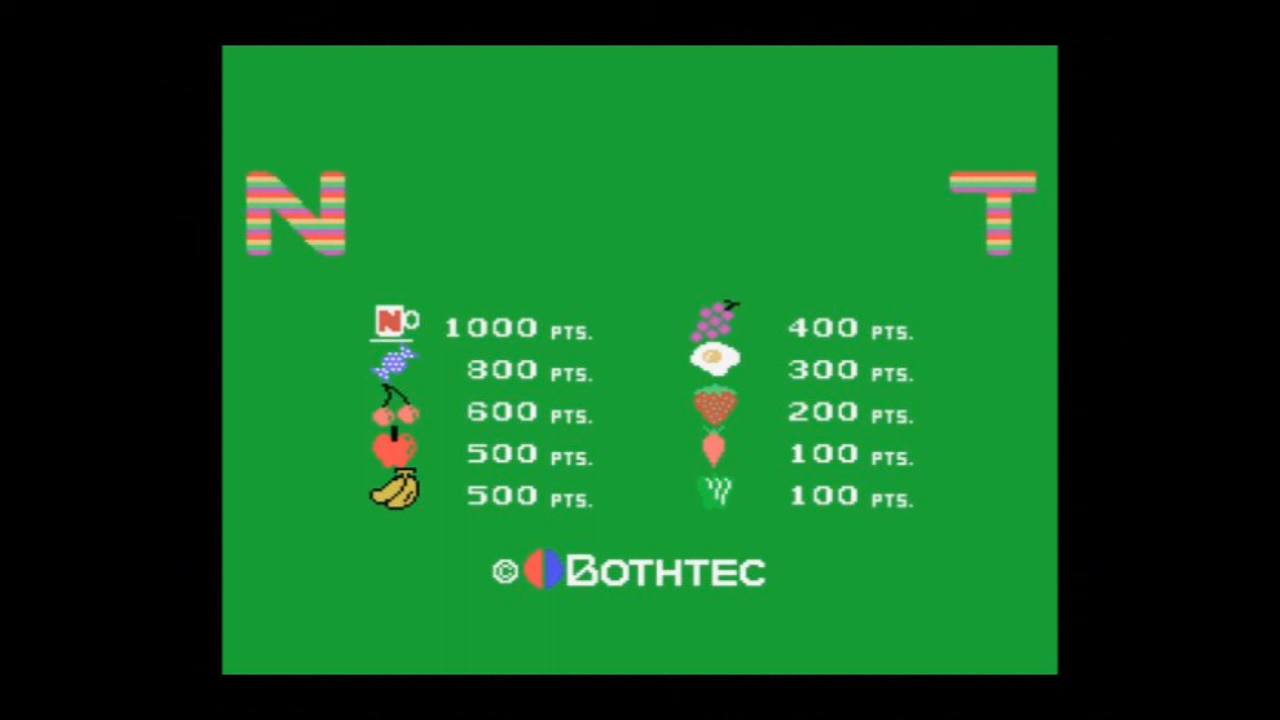 N T
N 1000 PTS. 400 PTS.
800 PTS. 300 PTS.
600 PTS. 200 PTS.
500 PTS. 100 PTS.
500 PTS. 100 PTS.
© BOTHTEC